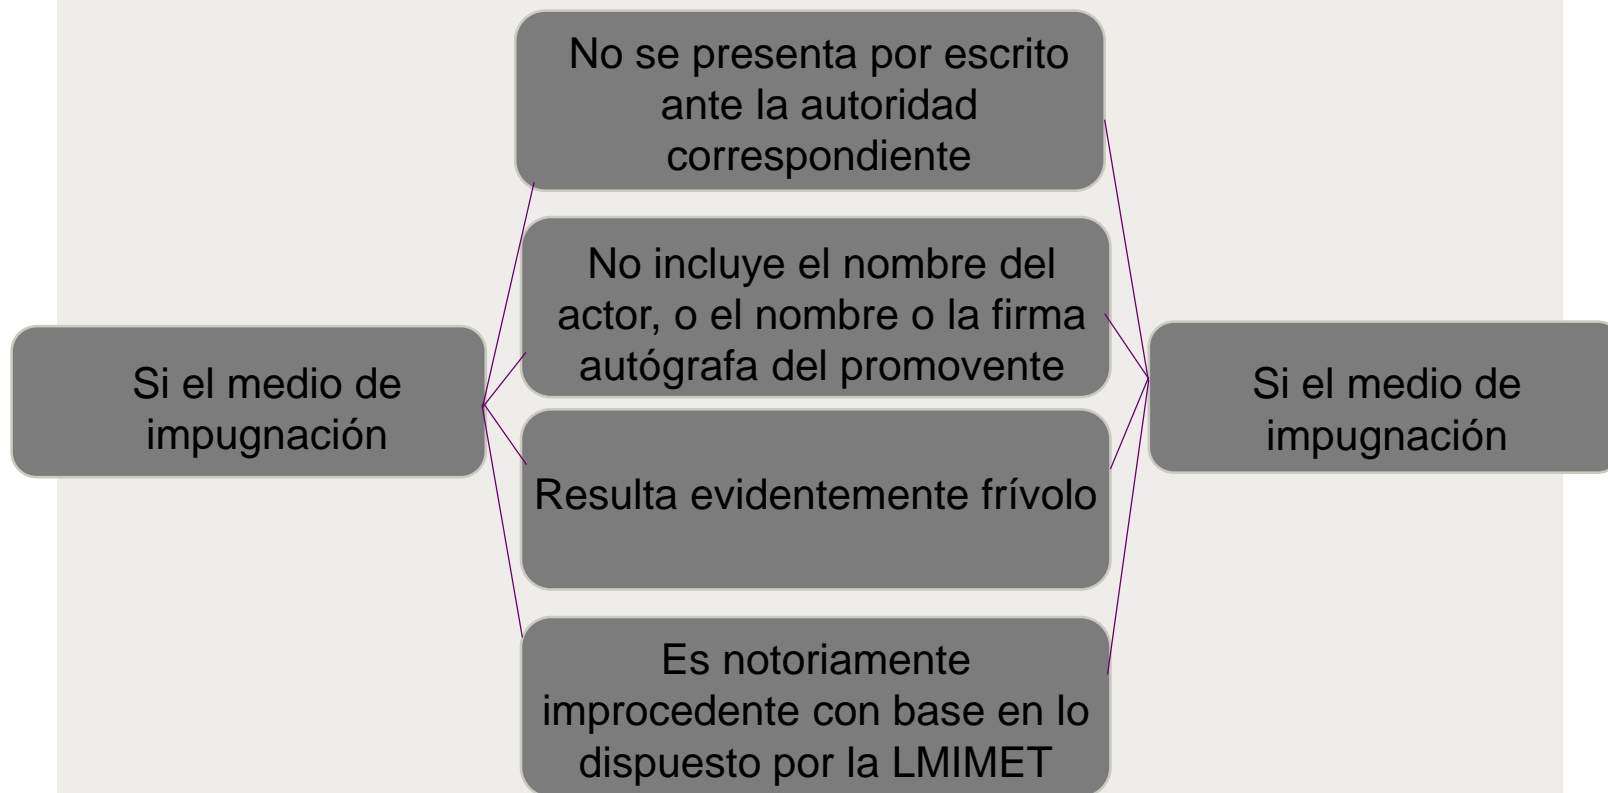 No se presenta por escrito
ante la autoridad
correspondiente
No incluye el nombre del
actor, o el nombre o la firma
autógrafa del promovente
Si el medio de
impugnación
Si el medio de
impugnación
Resulta evidentemente frívolo
Es notoriamente
improcedente con base en lo
dispuesto por la LMIMET